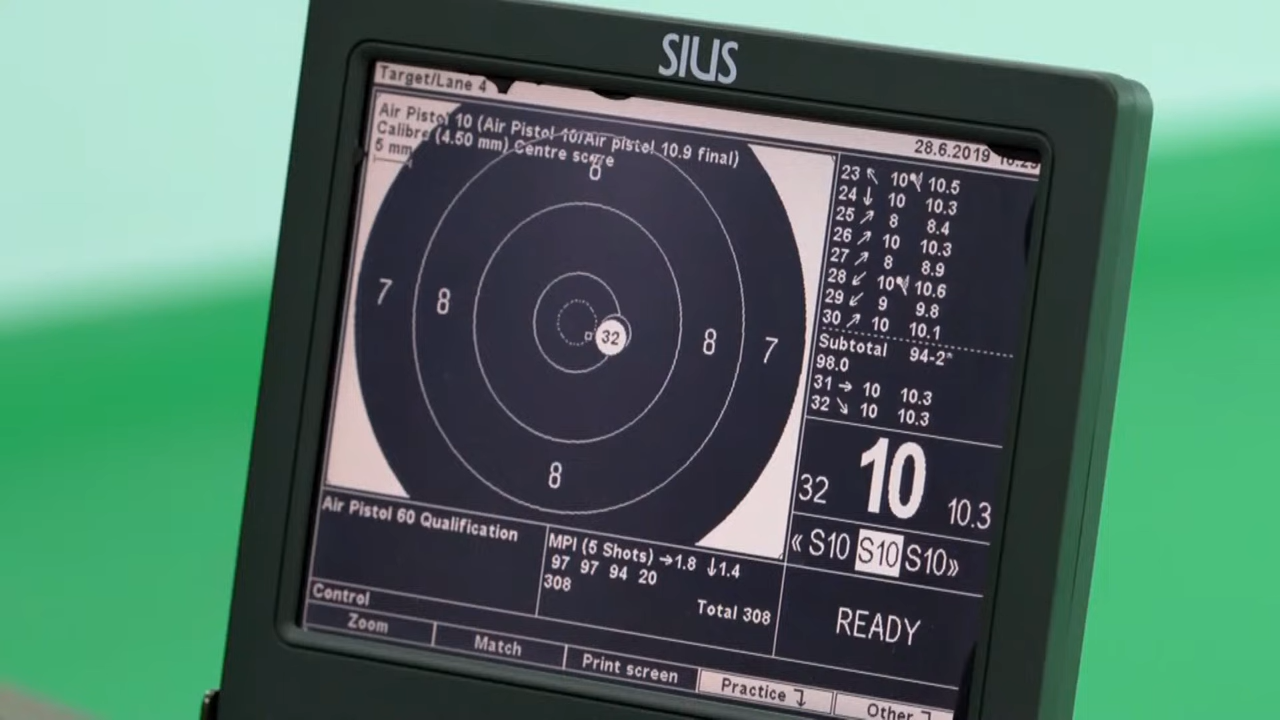 SIUS
Target/Lane 4
28.6.2019
Air Pistol 10 (Air Pistol 10/Air pistol 10.9 final)
Calibre (4.50 mm) Centre score
5 mm
8
7 8 8 7
32
8
23 ↖ 10 10.5
24 ↓ 10 10.3
25 ↗ 8 8.4
26 ↗ 10 10.3
27 ↗ 8 8.9
28 ↙ 10 10.6
29 ↙ 9 9.8
30 ↗ 10 10.1
Subtotal 94-2*
98.0
31 → 10 10.3
32 ↘ 10 10.3
32 10 10.3
« S10 S10 S10 »
READY
Air Pistol 60 Qualification
MPI (5 Shots) →1.8 ↓1.4
97 97 94 20
308
Total 308
Control
Zoom
Match
Print screen
Practice
Other